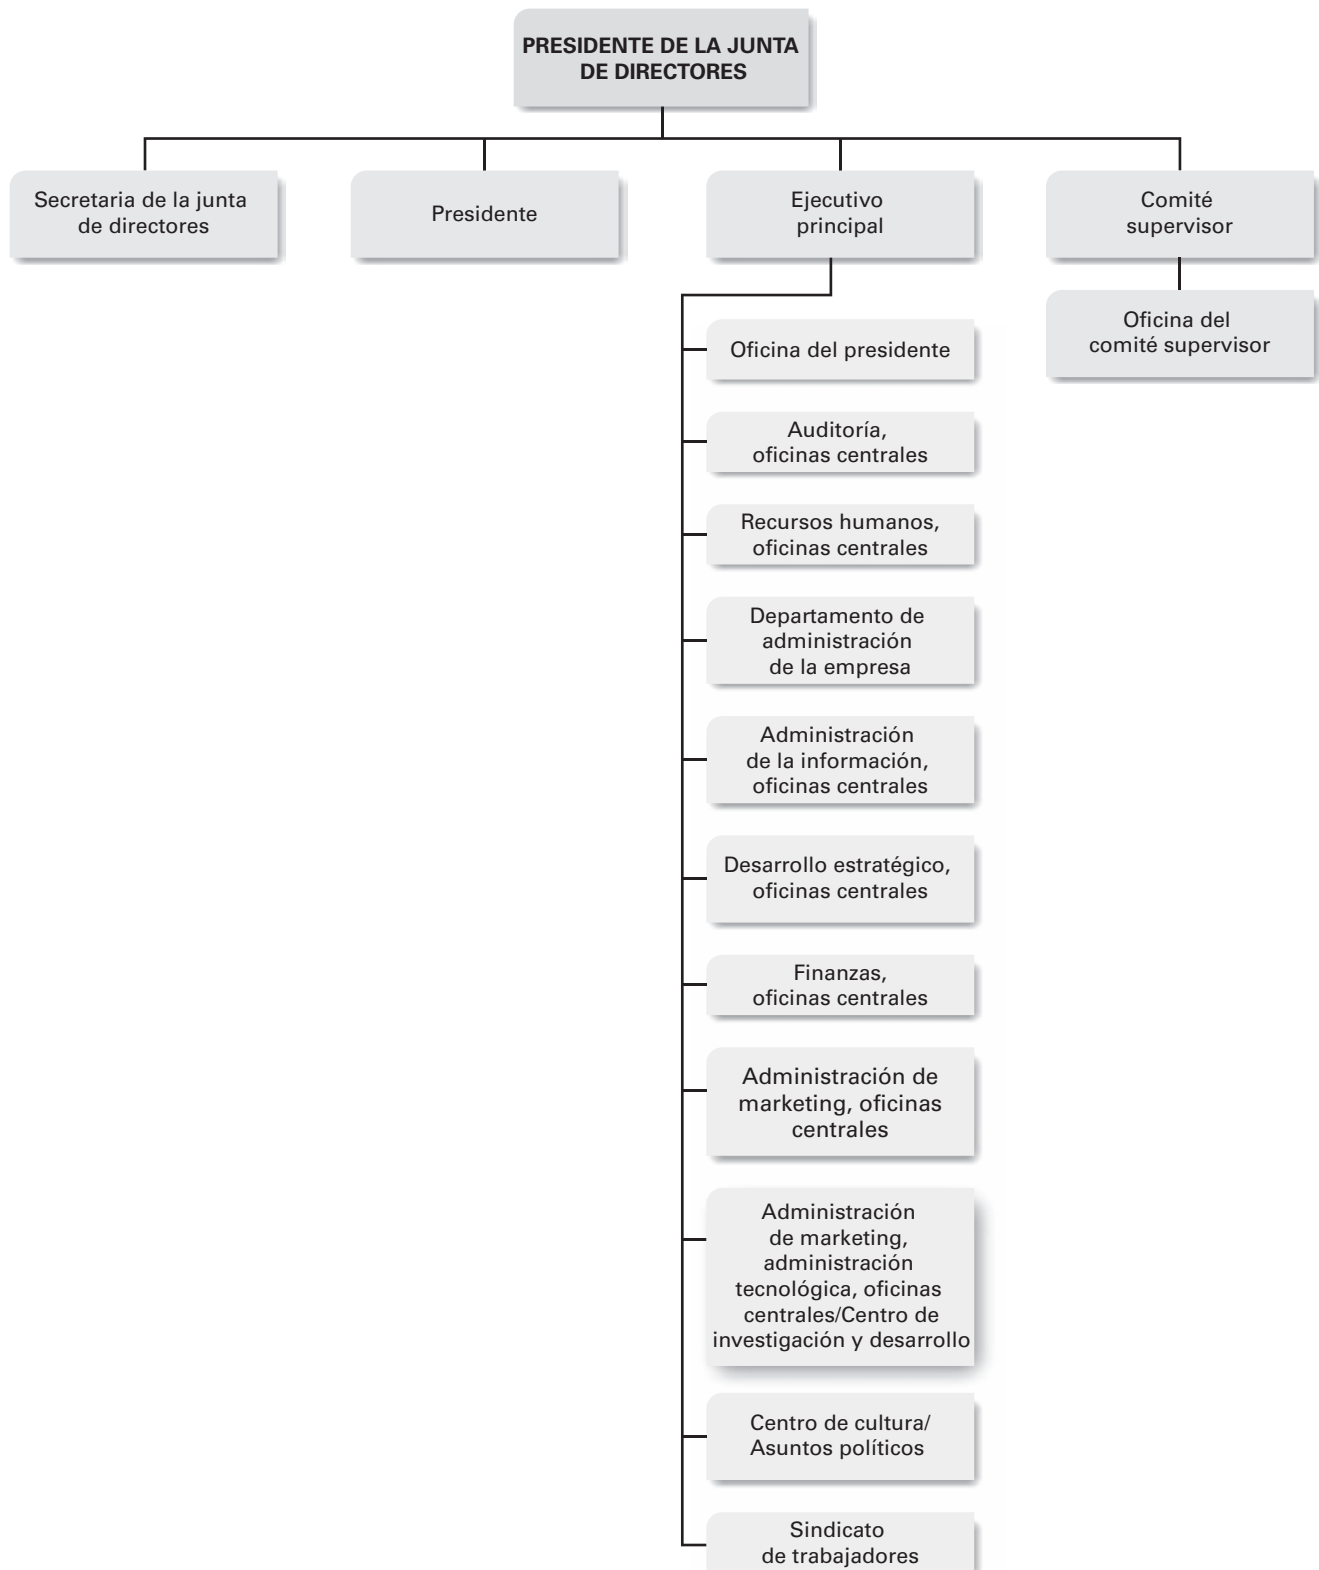 PRESIDENTE DE LA JUNTA
DE DIRECTORES
Secretaria de la junta
de directores
Presidente
Ejecutivo
principal
Comité
supervisor
Oficina del
comité supervisor
Oficina del presidente
Auditoría,
oficinas centrales
Recursos humanos,
oficinas centrales
Departamento de
administración
de la empresa
Administración
de la información,
oficinas centrales
Desarrollo estratégico,
oficinas centrales
Finanzas,
oficinas centrales
Administración de
marketing, oficinas
centrales
Administración
de marketing,
administración
tecnológica, oficinas
centrales/Centro de
investigación y desarrollo
Centro de cultura/
Asuntos políticos
Sindicato
de trabajadores